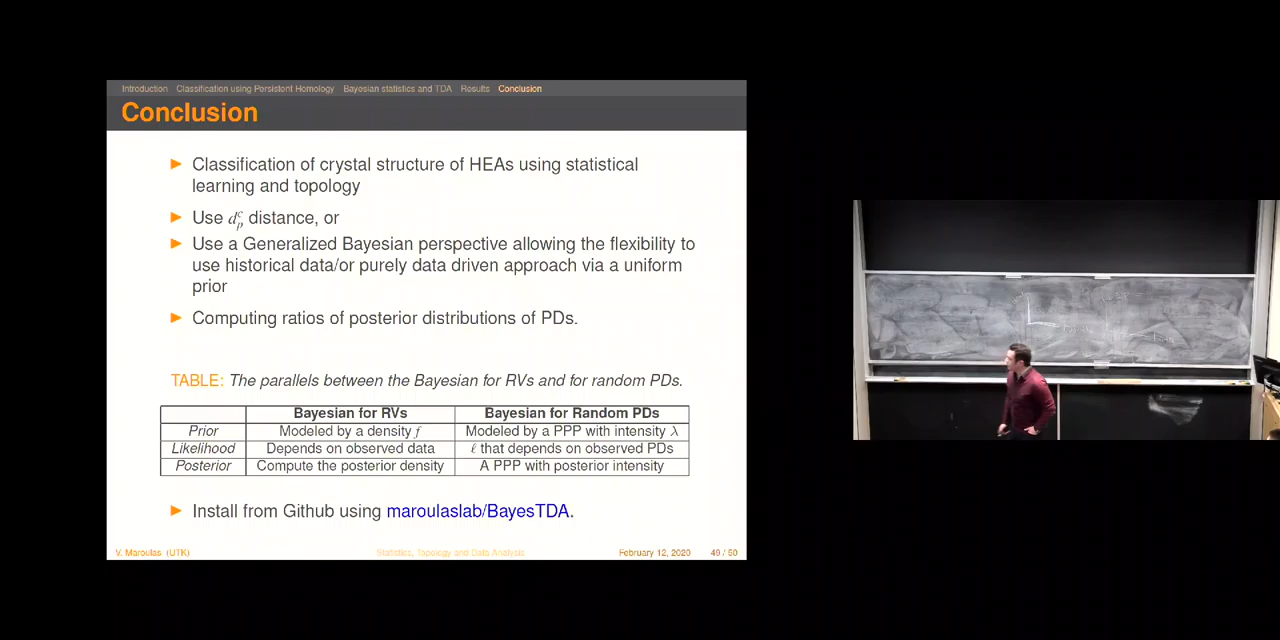 Introduction Classification using Persistent Homology Bayesian statistics and TDA Results Conclusion
Conclusion
Classification of crystal structure of HEAs using statistical
learning and topology
Use d_p^c distance, or
Use a Generalized Bayesian perspective allowing the flexibility to
use historical data/or purely data driven approach via a uniform
prior
Computing ratios of posterior distributions of PDs.
TABLE: The parallels between the Bayesian for RVs and for random PDs.
Bayesian for RVs Bayesian for Random PDs
Prior Modeled by a density f Modeled by a PPP with intensity λ
Likelihood Depends on observed data ℓ that depends on observed PDs
Posterior Compute the posterior density A PPP with posterior intensity
Install from Github using maroulaslab/BayesTDA.
V. Maroulas (UTK) Statistics, Topology and Data Analysis February 12, 2020 49 / 50